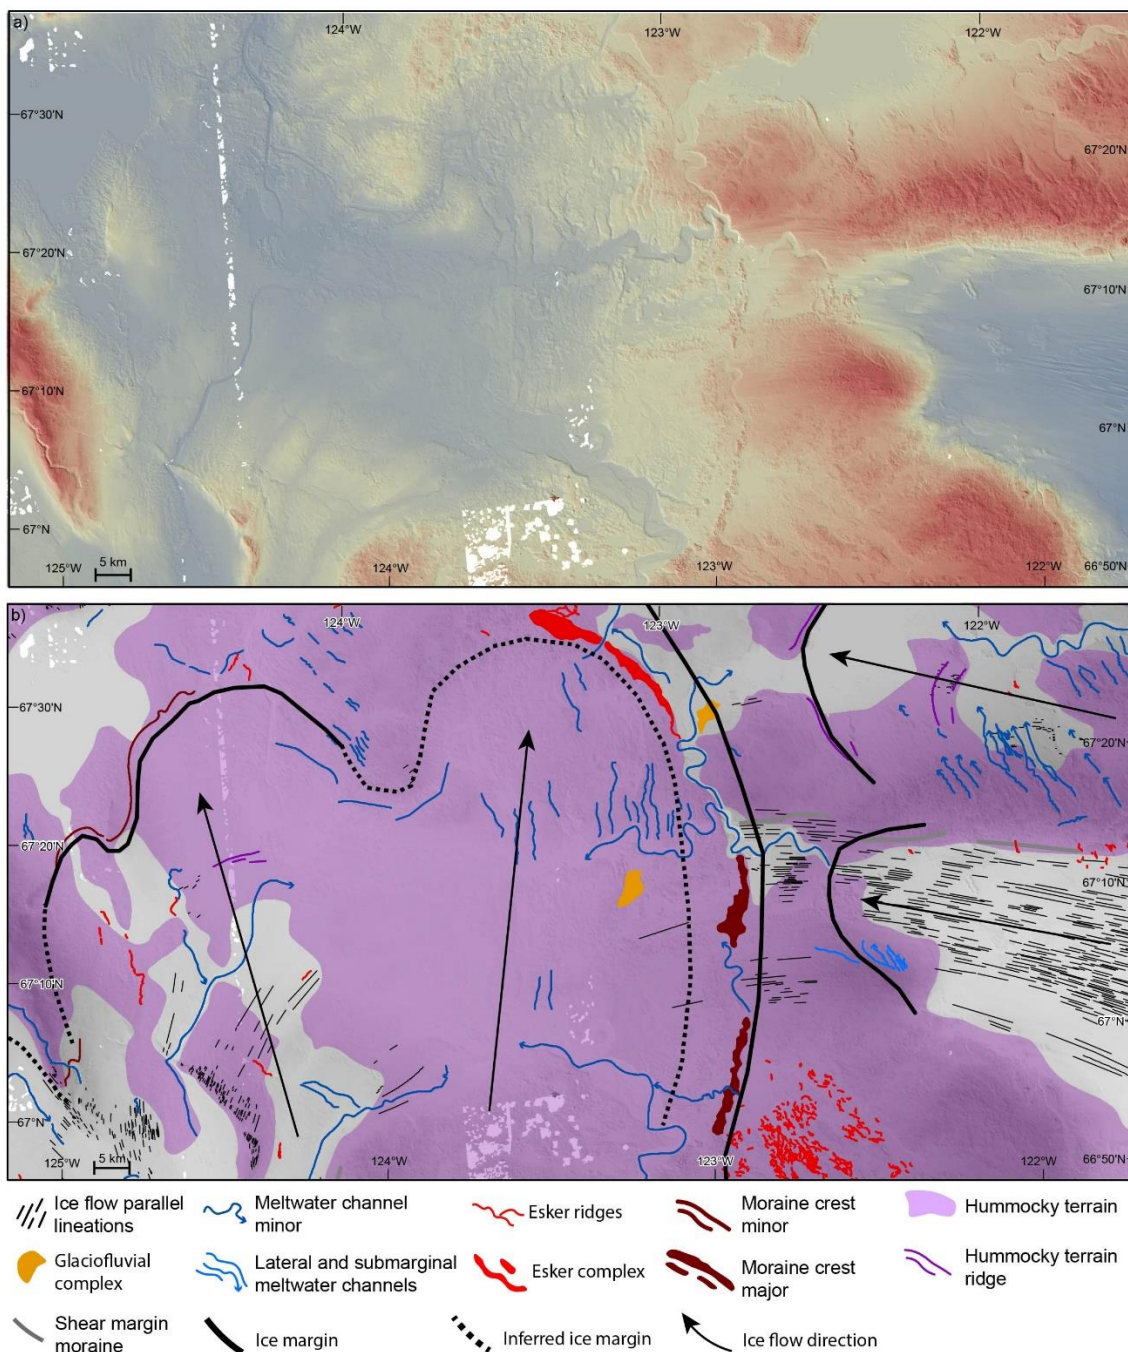 a)
124°W
123°W
122°W
67°30'N
67°20'N
67°20'N
67°10'N
67°10'N
67°N
67°N
5 km
125°W
124°W
123°W
122°W
66°50'N
b)
124°W
123°W
122°W
67°30'N
67°20'N
67°20'N
67°10'N
67°10'N
67°N
67°N
5 km
125°W
124°W
123°W
122°W
66°50'N
Ice flow parallel
lineations
Meltwater channel
minor
Esker ridges
Moraine crest
minor
Hummocky terrain
Glaciofluvial
complex
Lateral and submarginal
meltwater channels
Esker complex
Moraine crest
major
Hummocky terrain
ridge
Shear margin
moraine
Ice margin
Inferred ice margin
Ice flow direction